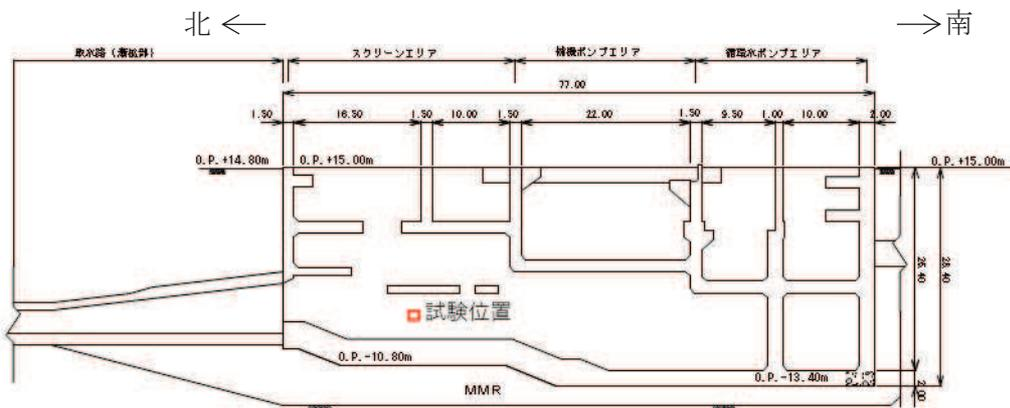 北 ← → 南
取水路（漸拡部） スクリーンエリア 補機ポンプエリア 循環水ポンプエリア
77.00
1.50 16.50 1.50 10.00 1.50 22.00 1.50 9.50 1.00 10.00 2.00
O.P.+14.80m O.P.+15.00m O.P.+15.00m
26.40 28.40
試験位置
O.P.-10.80m O.P.-13.40m 2.00
MMR